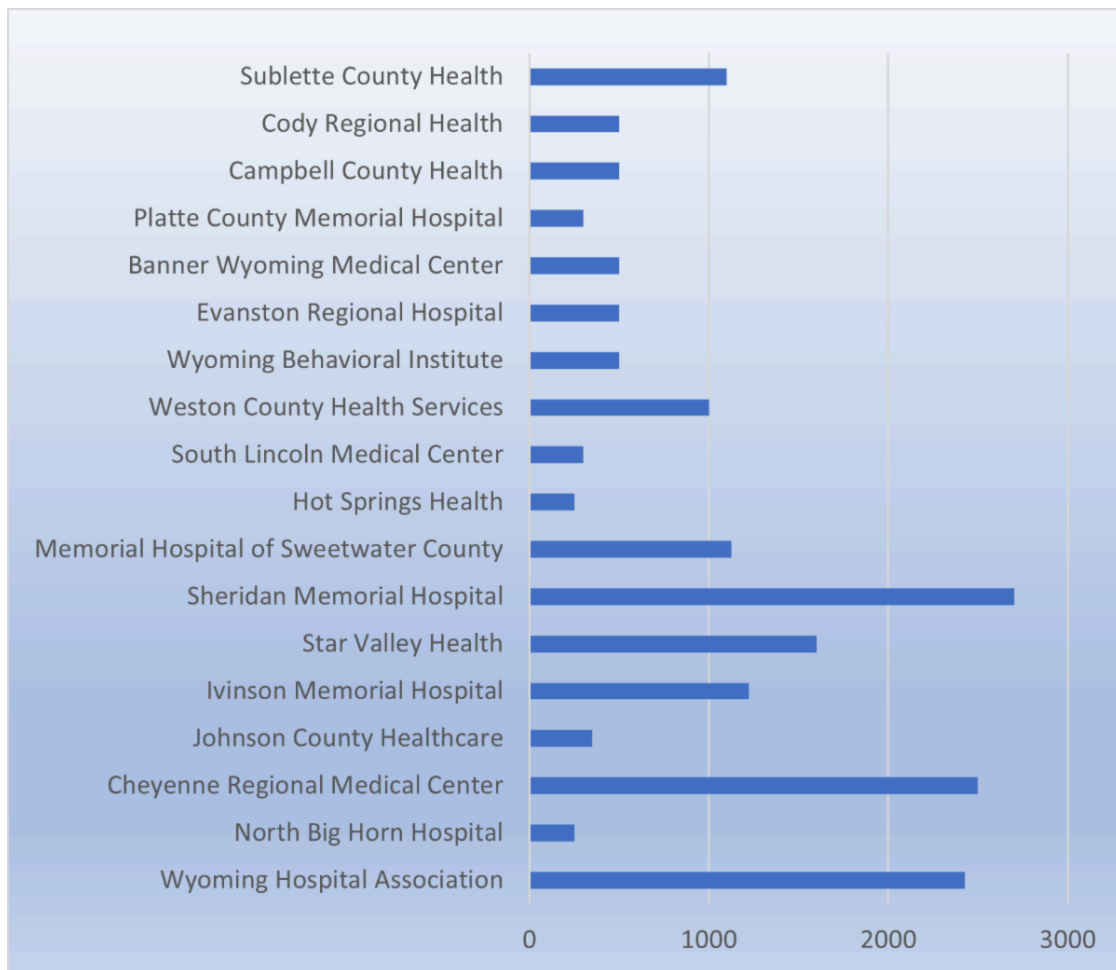 Sublette County Health
Cody Regional Health
Campbell County Health
Platte County Memorial Hospital
Banner Wyoming Medical Center
Evanston Regional Hospital
Wyoming Behavioral Institute
Weston County Health Services
South Lincoln Medical Center
Hot Springs Health
Memorial Hospital of Sweetwater County
Sheridan Memorial Hospital
Star Valley Health
Ivinson Memorial Hospital
Johnson County Healthcare
Cheyenne Regional Medical Center
North Big Horn Hospital
Wyoming Hospital Association
0 1000 2000 3000